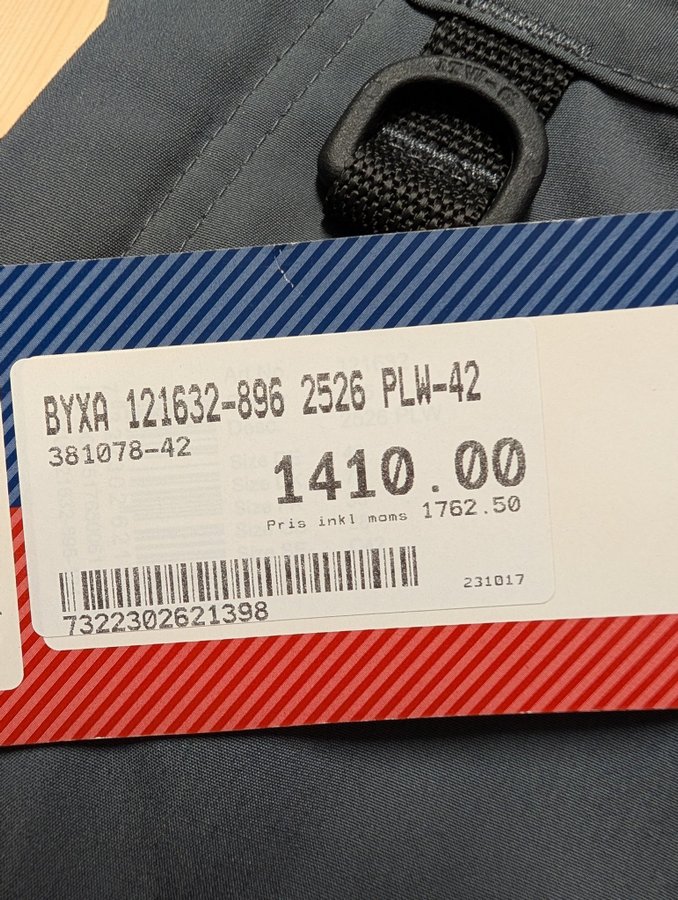 BYXA 121632-896 2526 PLW-42
381078-42
1410.00
Pris inkl moms 1762.50
231017
7322302621398